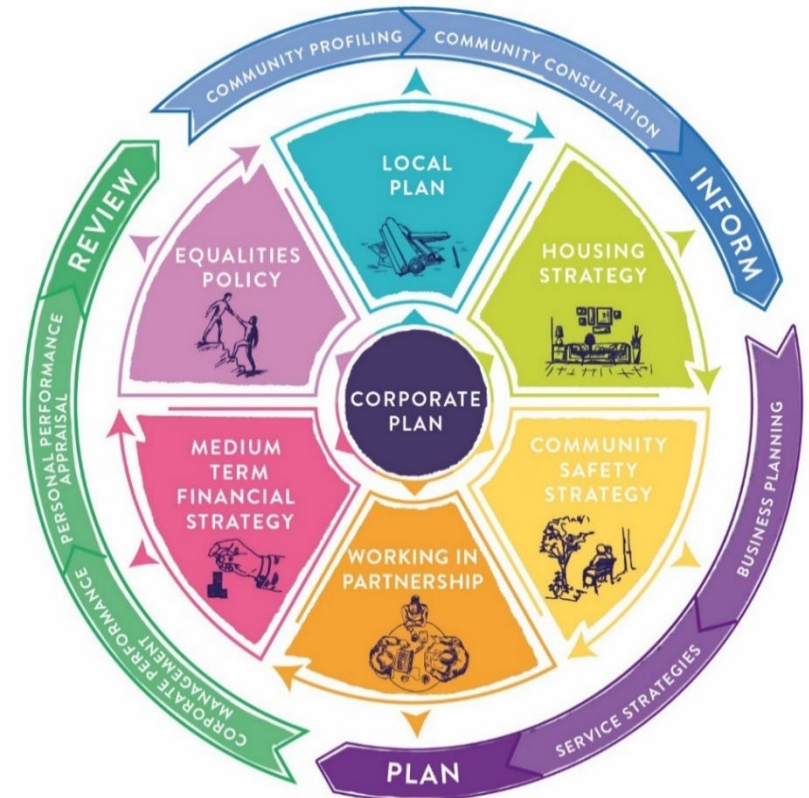 COMMUNITY PROFILING
COMMUNITY CONSULTATION
INFORM
BUSINESS PLANNING
SERVICE STRATEGIES
PLAN
CORPORATE PERFORMANCE
MANAGEMENT
PERSONAL PERFORMANCE
APPRAISAL
REVIEW
LOCAL
PLAN
HOUSING
STRATEGY
COMMUNITY
SAFETY
STRATEGY
WORKING IN
PARTNERSHIP
MEDIUM
TERM
FINANCIAL
STRATEGY
EQUALITIES
POLICY
CORPORATE
PLAN